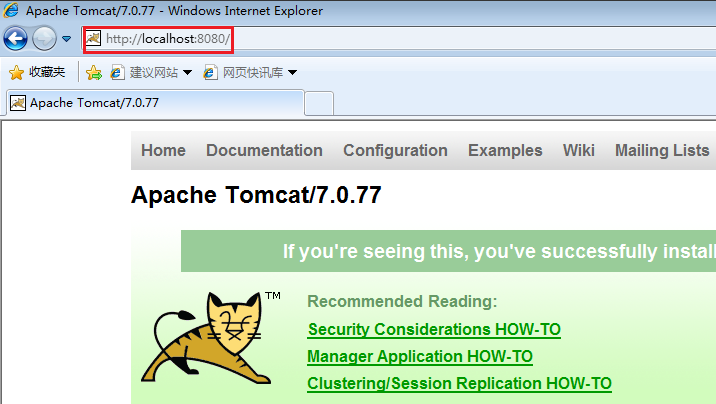 Apache Tomcat/7.0.77 - Windows Internet Explorer
http://localhost:8080/
收藏夹 建议网站 网页快讯库
Apache Tomcat/7.0.77
Home Documentation Configuration Examples Wiki Mailing Lists
Apache Tomcat/7.0.77
If you're seeing this, you've successfully instal
TM
Recommended Reading:
Security Considerations HOW-TO
Manager Application HOW-TO
Clustering/Session Replication HOW-TO